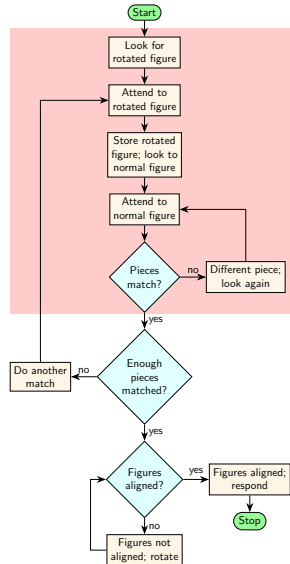 Start
Look for
rotated figure
Attend to
rotated figure
Store rotated
figure; look to
normal figure
Attend to
normal figure
Pieces
match?
no
Different piece;
look again
yes
Enough
pieces
matched?
no
Do another
match
yes
Figures
aligned?
yes
Figures aligned;
respond
Stop
no
Figures not
aligned; rotate